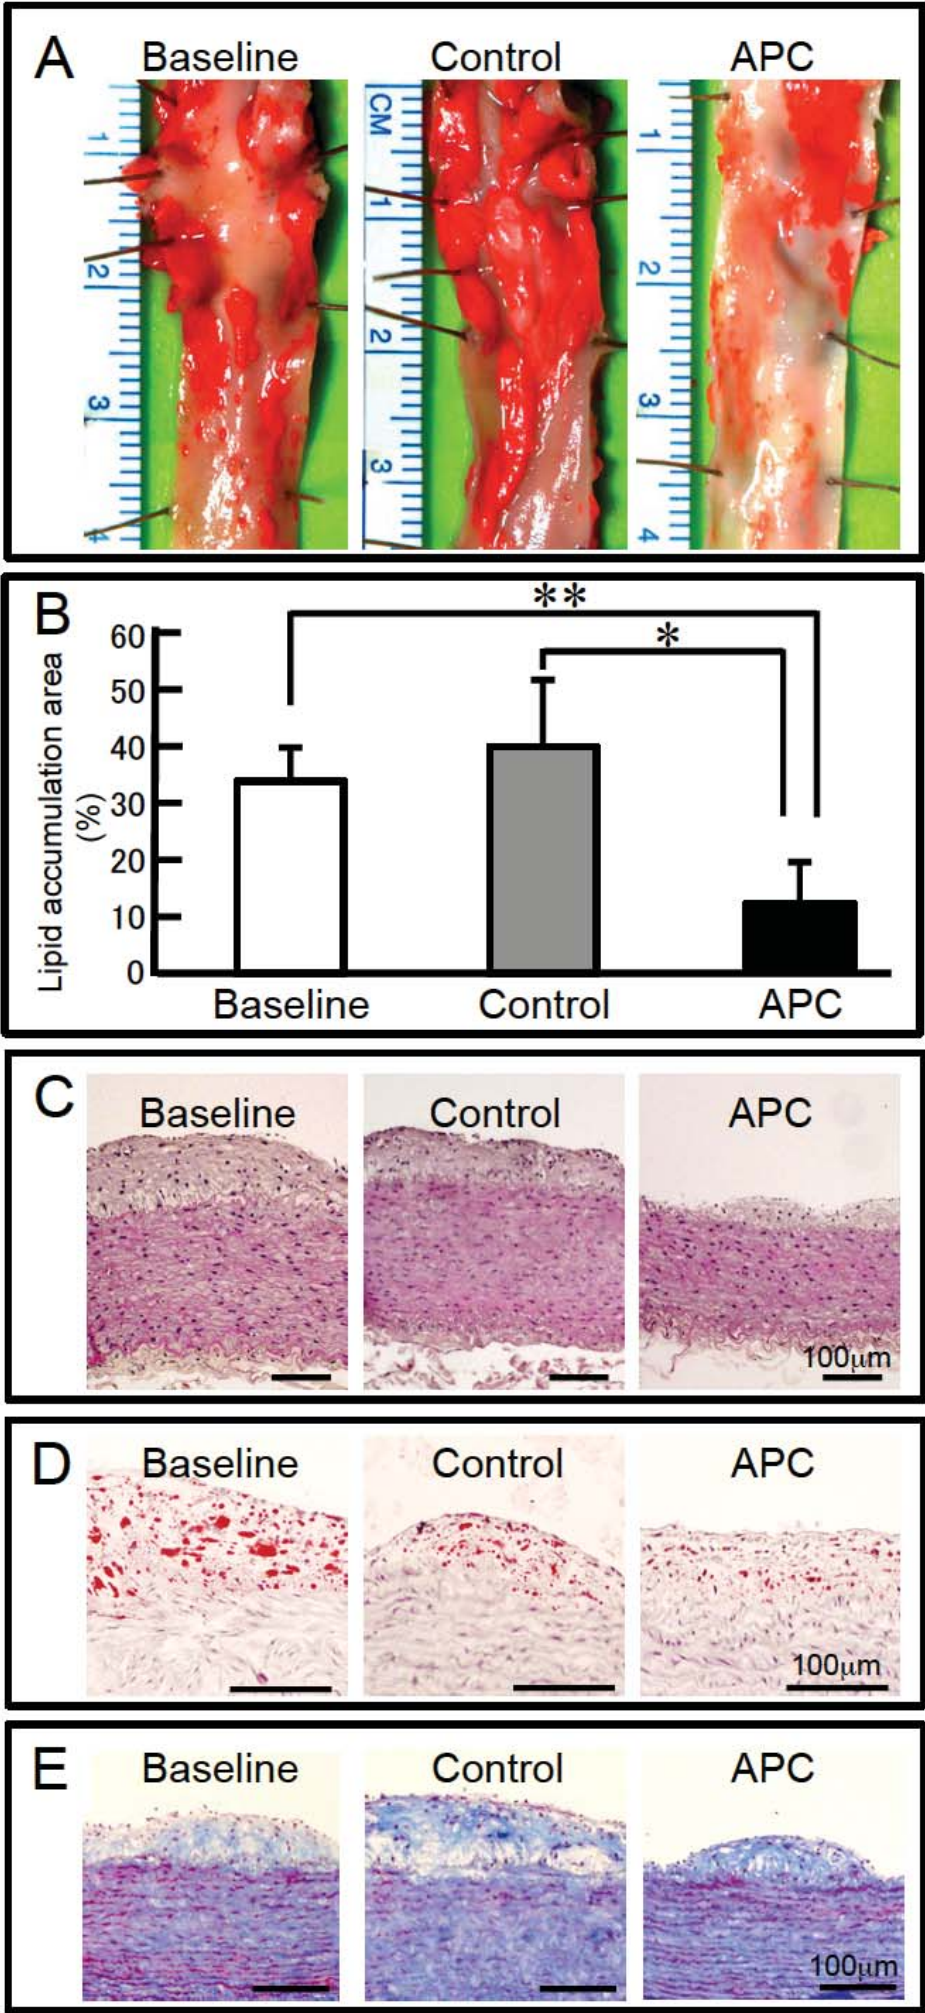 A
Baseline
Control
APC
1
2
3
4
CM
1
2
3
1
2
3
4
B
**
*
Lipid accumulation area
(%)
60
50
40
30
20
10
0
Baseline
Control
APC
C
Baseline
Control
APC
100μm
D
Baseline
Control
APC
100μm
E
Baseline
Control
APC
100μm